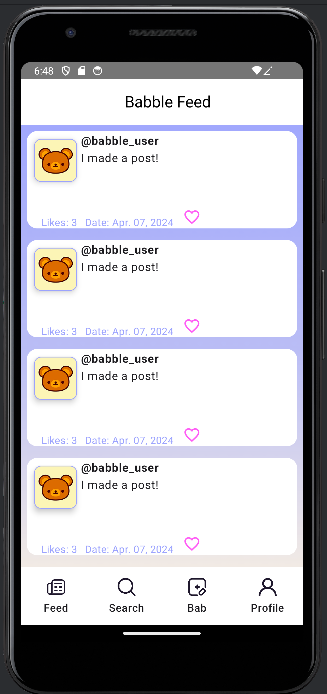 6:48
Babble Feed
@babble_user
I made a post!
Likes: 3 Date: Apr. 07, 2024
@babble_user
I made a post!
Likes: 3 Date: Apr. 07, 2024
@babble_user
I made a post!
Likes: 3 Date: Apr. 07, 2024
@babble_user
I made a post!
Likes: 3 Date: Apr. 07, 2024
Feed Search Bab Profile